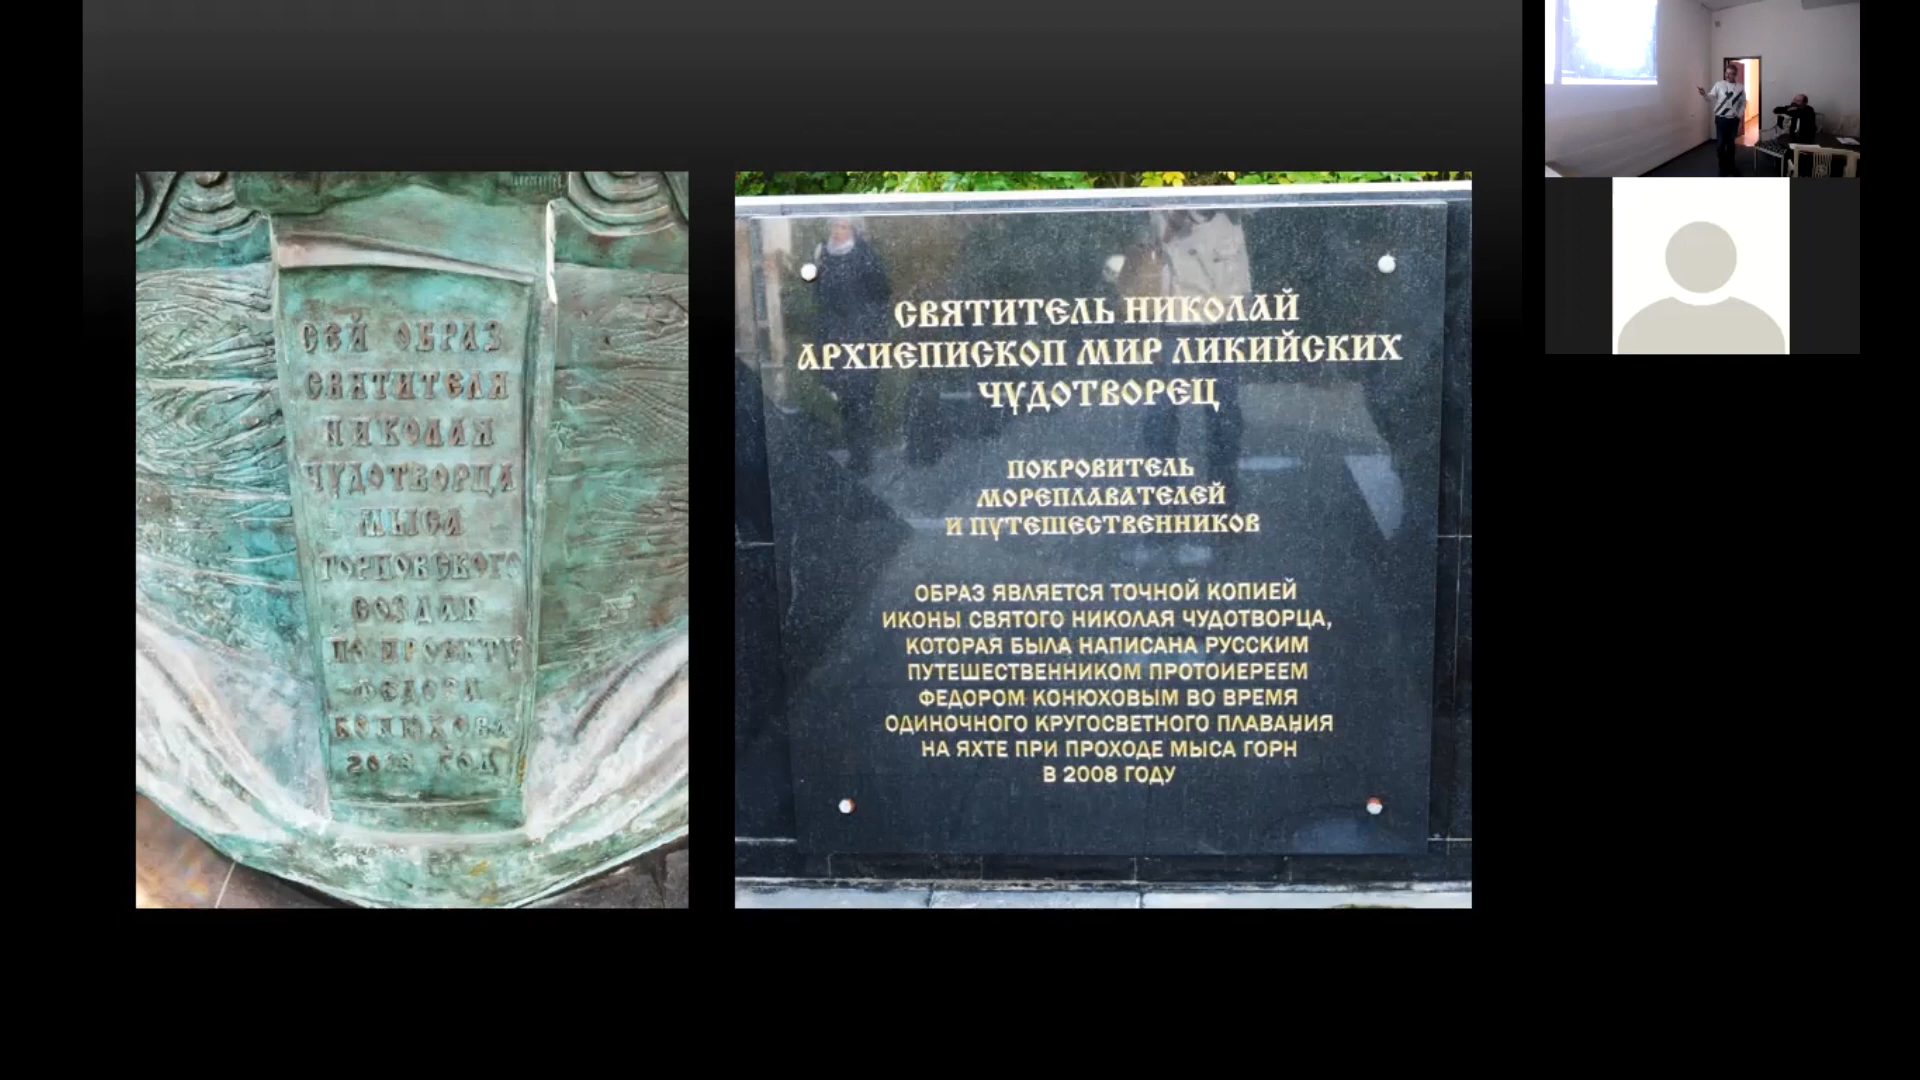 СЕЙ ОБРАЗ
СВЯТИТЕЛЯ
НИКОЛАЯ
ЧУДОТВОРЦА
МЫСА
ГОРНОВСКОГО
СОЗДАН
ПО ПРОЕКТУ
ФЕДОРА
КОНЮХОВА
ГОД
СВЯТИТЕЛЬ НИКОЛАЙ
АРХИЕПИСКОП МИР ЛИКИЙСКИХ
ЧУДОТВОРЕЦ
ПОКРОВИТЕЛЬ
МОРЕПЛАВАТЕЛЕЙ
И ПУТЕШЕСТВЕННИКОВ
ОБРАЗ ЯВЛЯЕТСЯ ТОЧНОЙ КОПИЕЙ
ИКОНЫ СВЯТОГО НИКОЛАЯ ЧУДОТВОРЦА,
КОТОРАЯ БЫЛА НАПИСАНА РУССКИМ
ПУТЕШЕСТВЕННИКОМ ПРОТОИЕРЕЕМ
ФЕДОРОМ КОНЮХОВЫМ ВО ВРЕМЯ
ОДИНОЧНОГО КРУГОСВЕТНОГО ПЛАВАНИЯ
НА ЯХТЕ ПРИ ПРОХОДЕ МЫСА ГОРН
В 2008 ГОДУ